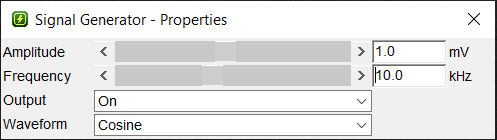 Signal Generator - Properties
Amplitude 1.0 mV
Frequency 10.0 kHz
Output On
Waveform Cosine